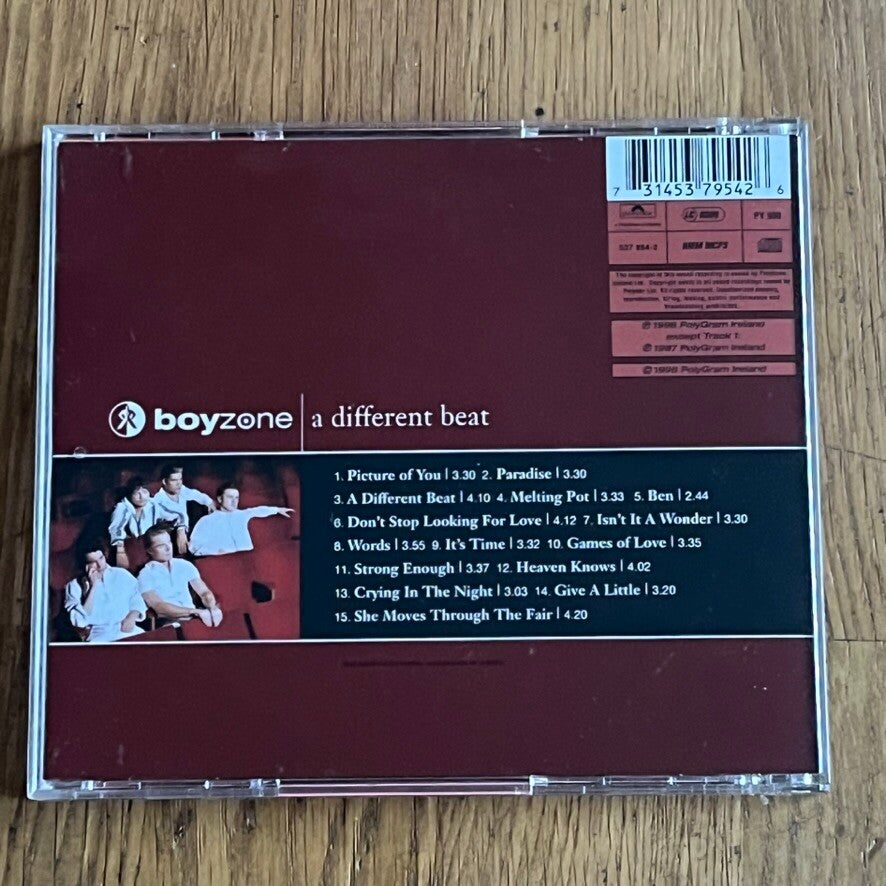 7 31453 79542 6
PY 900
537 954-2
BIEM MCPS
℗ 1996 PolyGram Ireland
except Track 1:
℗ 1997 PolyGram Ireland
© 1996 PolyGram Ireland
boyzone a different beat
1. Picture of You | 3.30 2. Paradise | 3.30
3. A Different Beat | 4.10 4. Melting Pot | 3.33 5. Ben | 2.44
6. Don't Stop Looking For Love | 4.12 7. Isn't It A Wonder | 3.30
8. Words | 3.55 9. It's Time | 3.32 10. Games of Love | 3.35
11. Strong Enough | 3.37 12. Heaven Knows | 4.02
13. Crying In The Night | 3.03 14. Give A Little | 3.20
15. She Moves Through The Fair | 4.20